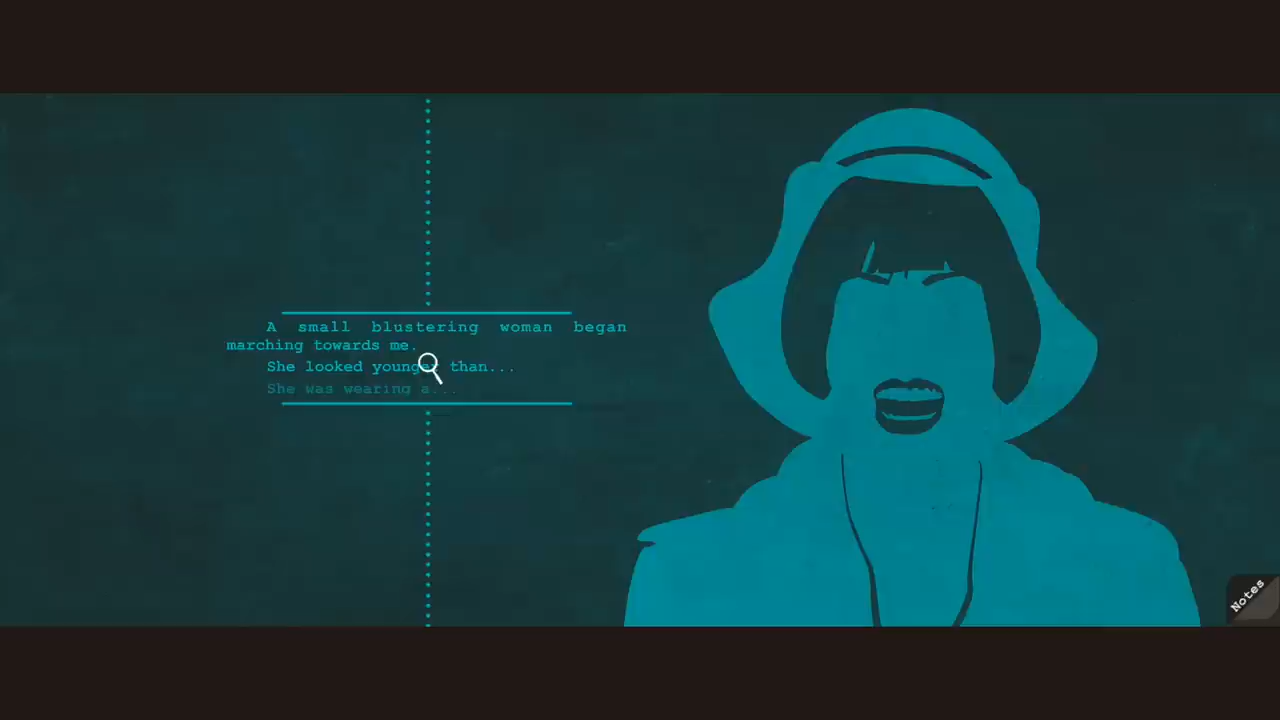 A small blustering woman began
marching towards me.
She looked younger than...
She was wearing a...
Notes